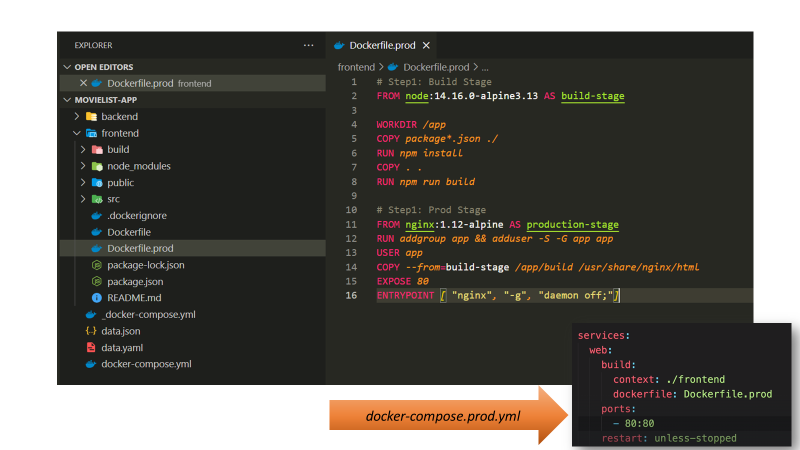 EXPLORER
...
OPEN EDITORS
Dockerfile.prod frontend
MOVIELIST-APP
backend
frontend
build
node_modules
public
src
.dockerignore
Dockerfile
Dockerfile.prod
package-lock.json
package.json
README.md
_docker-compose.yml
data.json
data.yaml
docker-compose.yml
Dockerfile.prod
frontend > Dockerfile.prod > ...
1 # Step1: Build Stage
2 FROM node:14.16.0-alpine3.13 AS build-stage
3
4 WORKDIR /app
5 COPY package*.json ./
6 RUN npm install
7 COPY . .
8 RUN npm run build
9
10 # Step1: Prod Stage
11 FROM nginx:1.12-alpine AS production-stage
12 RUN addgroup app && adduser -S -G app app
13 USER app
14 COPY --from=build-stage /app/build /usr/share/nginx/html
15 EXPOSE 80
16 ENTRYPOINT [ "nginx", "-g", "daemon off;"]
docker-compose.prod.yml
services:
web:
build:
context: ./frontend
dockerfile: Dockerfile.prod
ports:
- 80:80
restart: unless-stopped